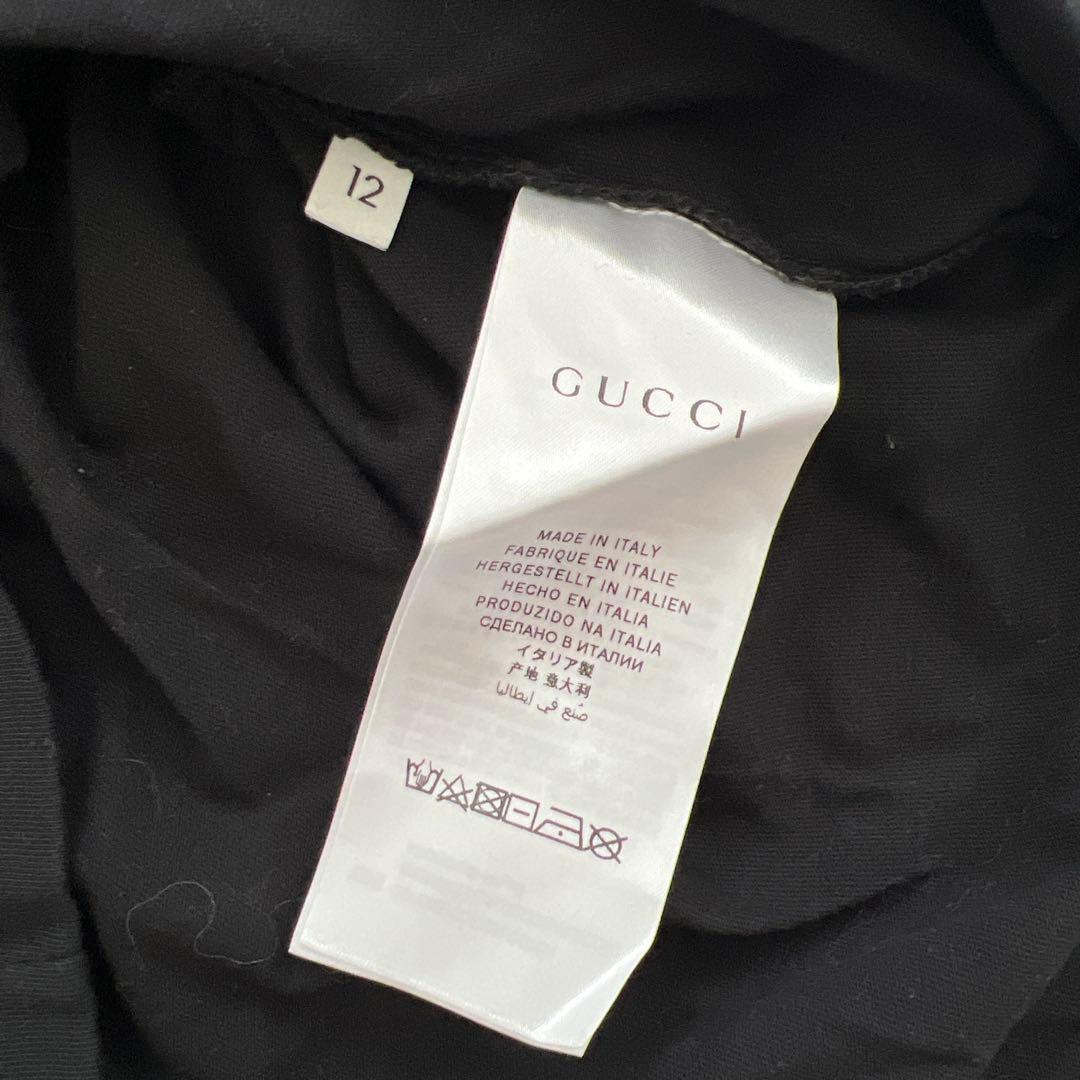 12
GUCCI
MADE IN ITALY
FABRIQUE EN ITALIE
HERGESTELLT IN ITALIEN
HECHO EN ITALIA
PRODUZIDO NA ITALIA
СДЕЛАНО В ИТАЛИИ
イタリア製
产地 意大利
صنع في ايطاليا